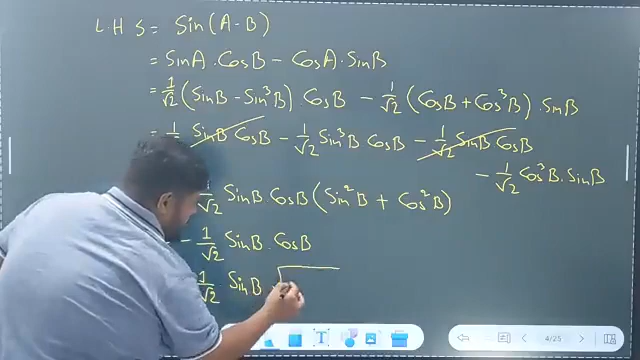 L.H.S = Sin(A-B)
= SinA.CosB - CosA.SinB
= 1/√2 (SinB - Sin³B).CosB - 1/√2 (CosB + Cos³B).SinB
= 1/ SinB CosB - 1/√2 Sin³B CosB - 1/√2 SinB CosB
- 1/√2 Cos³B.SinB
1/√2 SinB CosB (Sin²B + Cos²B)
- 1/√2 SinB.CosB
1/√2 SinB.
4/25